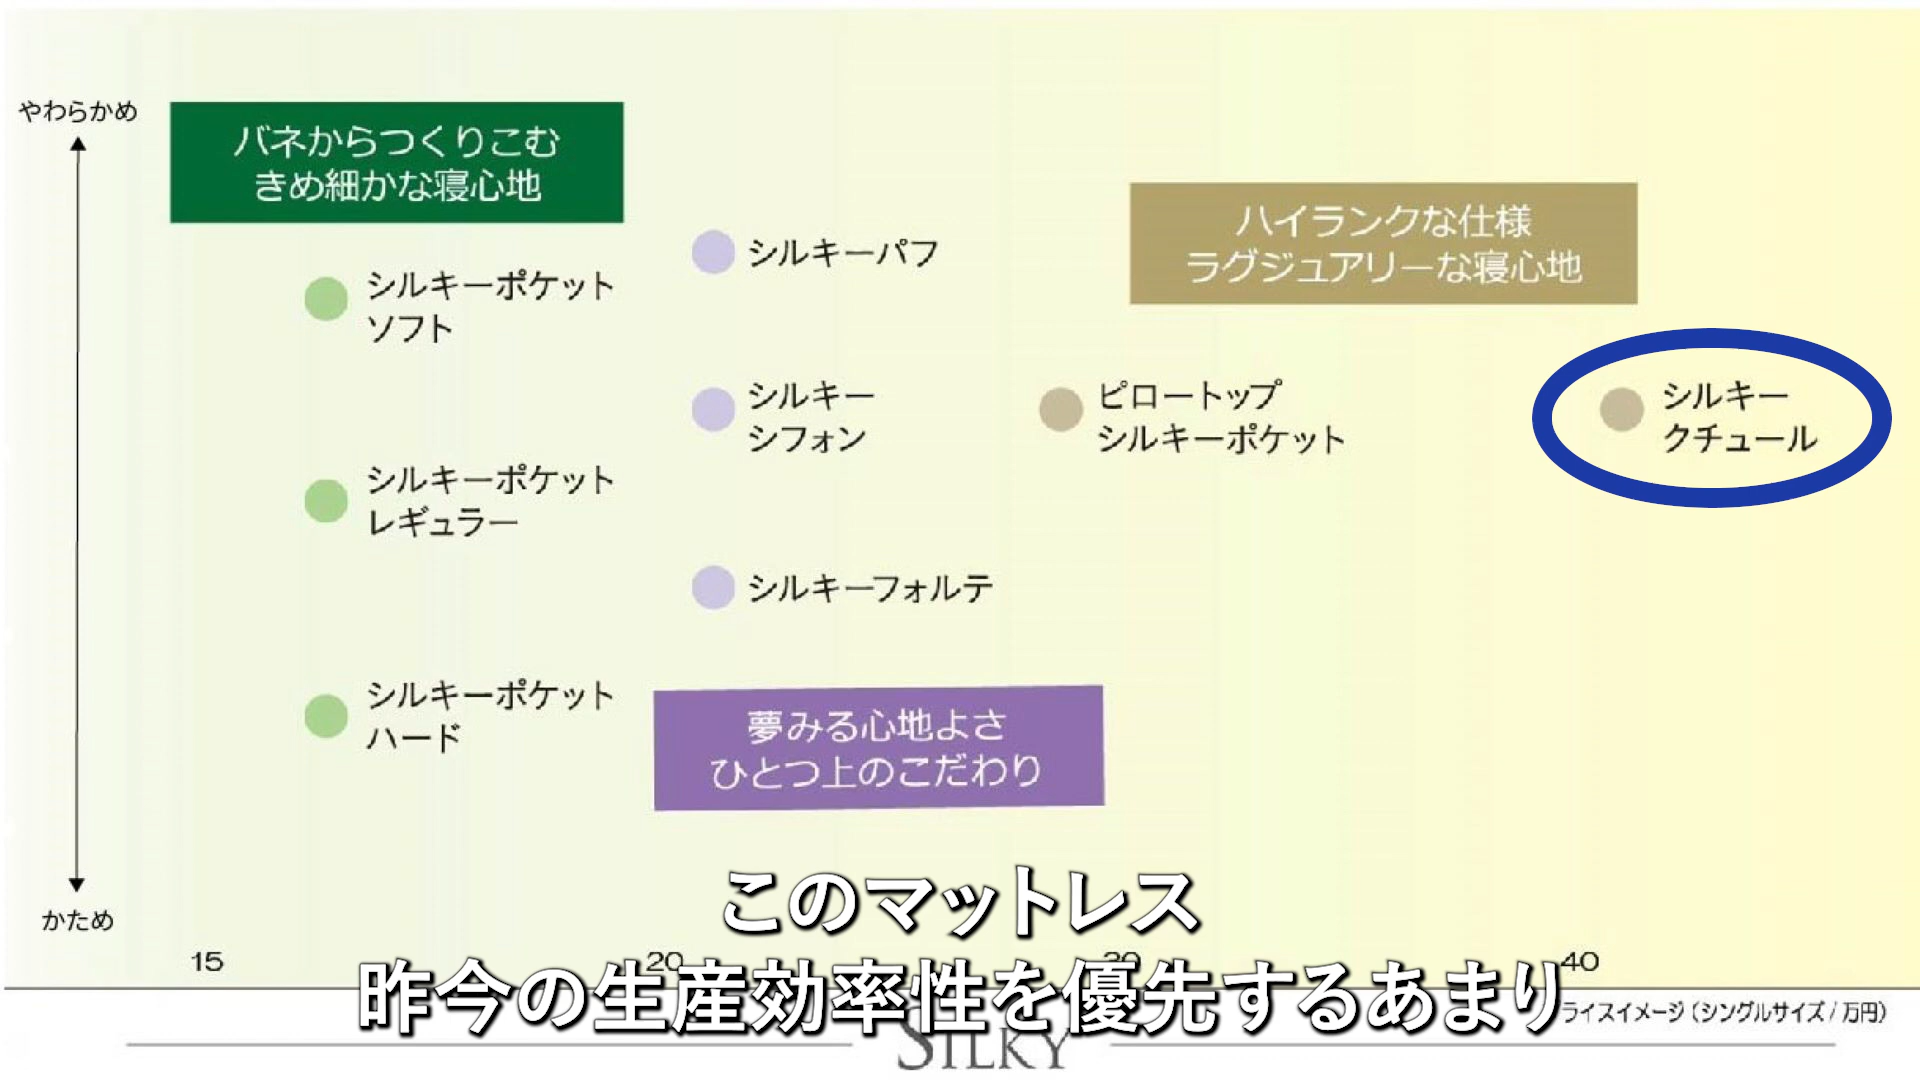 やわらかめ
バネからつくりこむ
きめ細かな寝心地
ハイランクな仕様
ラグジュアリーな寝心地
シルキーパフ
シルキーポケット
ソフト
シルキー
シフォン
ピロートップ
シルキーポケット
シルキー
クチュール
シルキーポケット
レギュラー
シルキーフォルテ
シルキーポケット
ハード
夢みる心地よさ
ひとつ上のこだわり
かため
このマットレス
15
20
30
40
昨今の生産効率性を優先するあまり
ライスイメージ（シングルサイズ / 万円）
SILKY